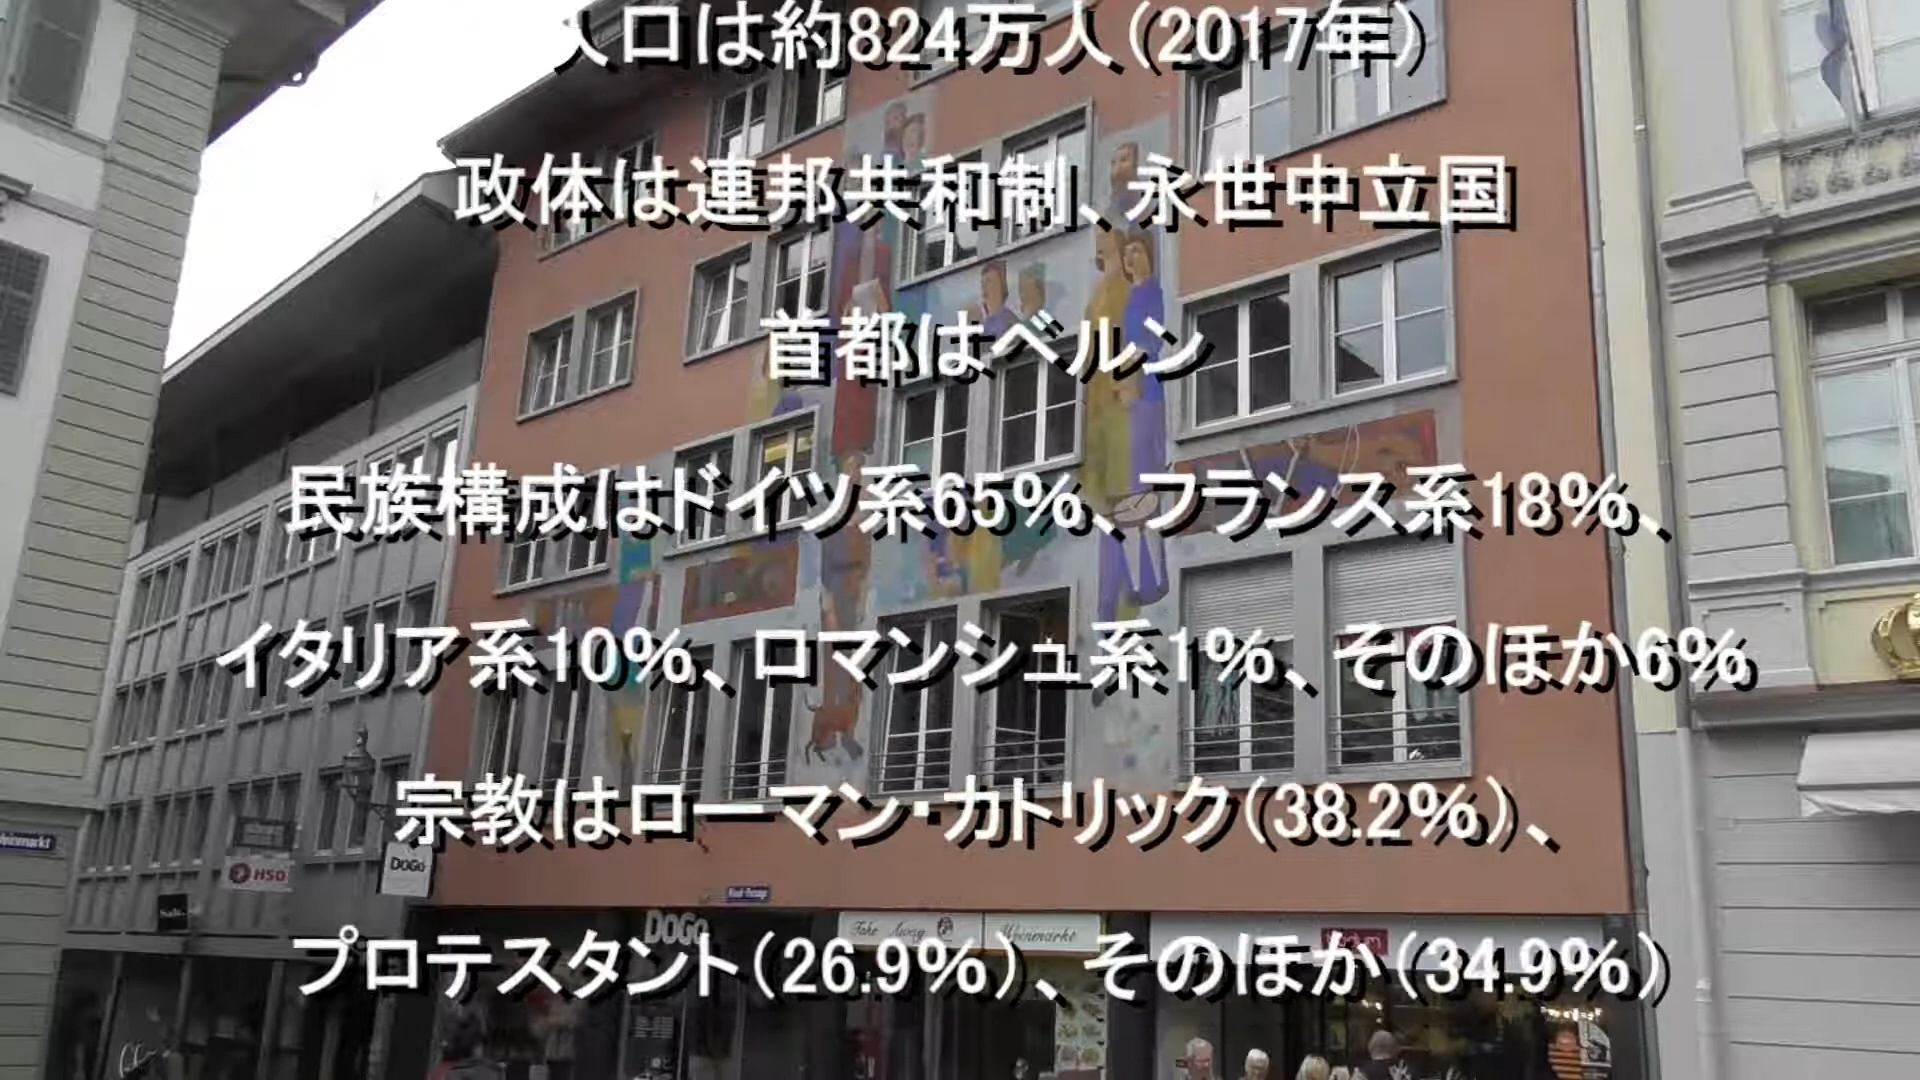 人口は約824万人(2017年)
政体は連邦共和制、永世中立国
首都はベルン
民族構成はドイツ系65%、フランス系18%、
イタリア系10%、ロマンシュ系1%、そのほか6%
宗教はローマン・カトリック(38.2%)、
プロテスタント(26.9%)、そのほか(34.9%)
HSO
DOGO
DOGO
Take Away
Weinmarkt